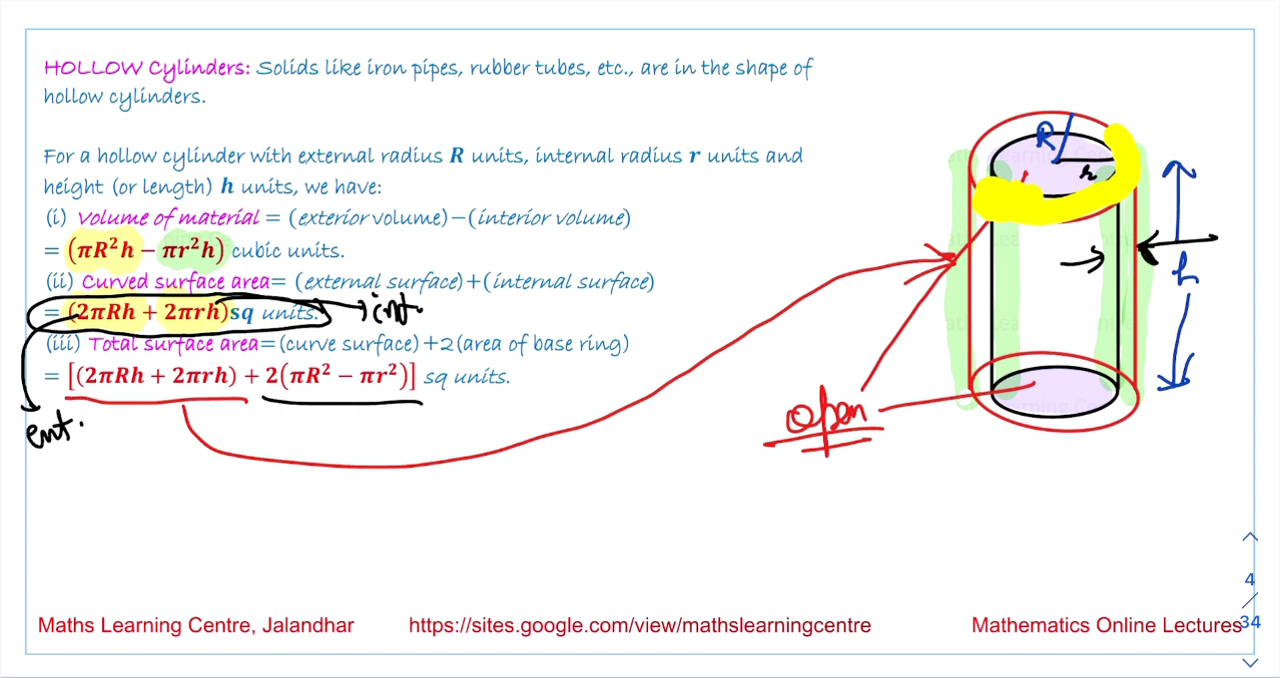 HOLLOW Cylinders: Solids like iron pipes, rubber tubes, etc., are in the shape of
hollow cylinders.
For a hollow cylinder with external radius R units, internal radius r units and
height (or length) h units, we have:
(i) Volume of material = (exterior volume)−(interior volume)
= (πR²h − πr²h) cubic units.
(ii) Curved surface area= (external surface)+(internal surface)
= (2πRh + 2πrh)sq units.
→int.
(iii) Total surface area=(curve surface)+2(area of base ring)
= [(2πRh + 2πrh) + 2(πR² − πr²)] sq units.
ent.
R
r
h
open
4
/
34
Maths Learning Centre, Jalandhar https://sites.google.com/view/mathslearningcentre Mathematics Online Lectures